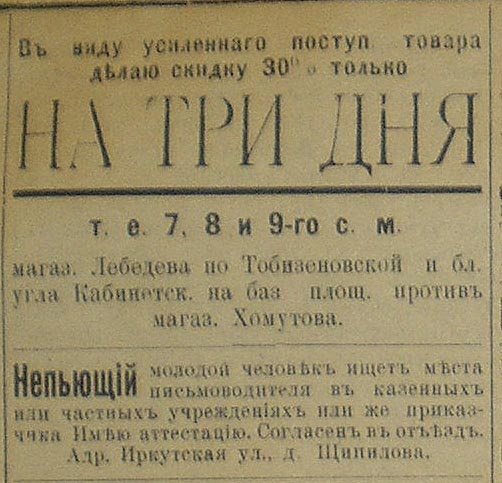 Въ виду усиленнаго поступ. товара
дѣлаю скидку 30% только
НА ТРИ ДНЯ
т. е. 7, 8 и 9-го с. м.
магаз. Лебедева по Тобизеновской и бл.
угла Кабинетск. на баз площ. противъ
магаз. Хомутова.
Непьющій молодой человѣкъ ищетъ мѣста
письмоводителя въ казенныхъ
или частныхъ учрежденіяхъ или же приказ-
чика Имѣю аттестацію. Согласенъ въ отъѣздъ.
Адр. Иркутская ул., д. Щипилова.